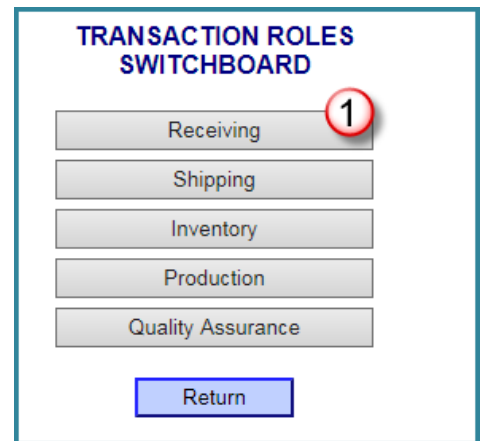 TRANSACTION ROLES
SWITCHBOARD
1
Receiving
Shipping
Inventory
Production
Quality Assurance
Return